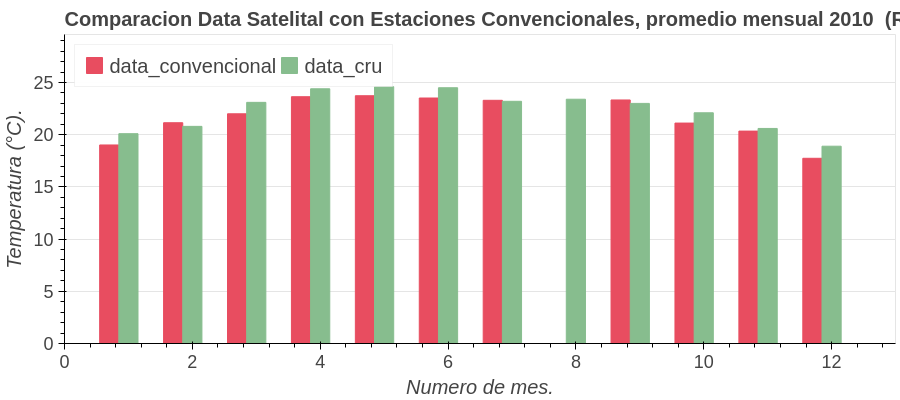 Comparacion Data Satelital con Estaciones Convencionales, promedio mensual 2010 (R
data_convencional data_cru
25
20
15
10
5
0
Temperatura (°C).
0 2 4 6 8 10 12
Numero de mes.